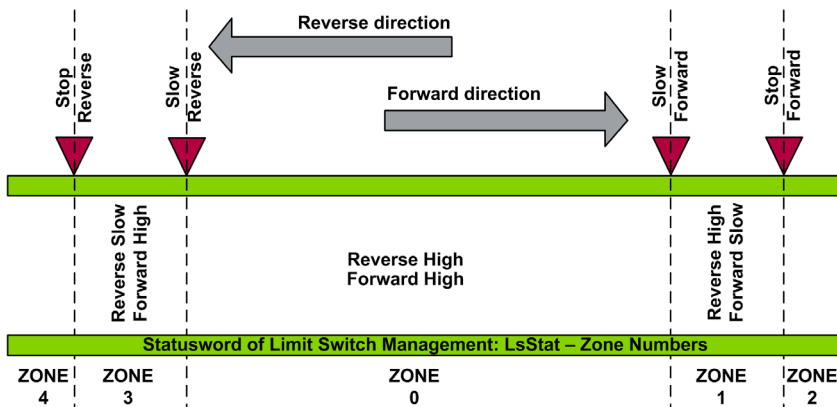 Reverse direction
Forward direction
Stop
Reverse
Slow
Reverse
Slow
Forward
Stop
Forward
Reverse Slow
Forward High
Reverse High
Forward High
Reverse High
Forward Slow
Statusword of Limit Switch Management: LsStat – Zone Numbers
ZONE
4
ZONE
3
ZONE
0
ZONE
1
ZONE
2